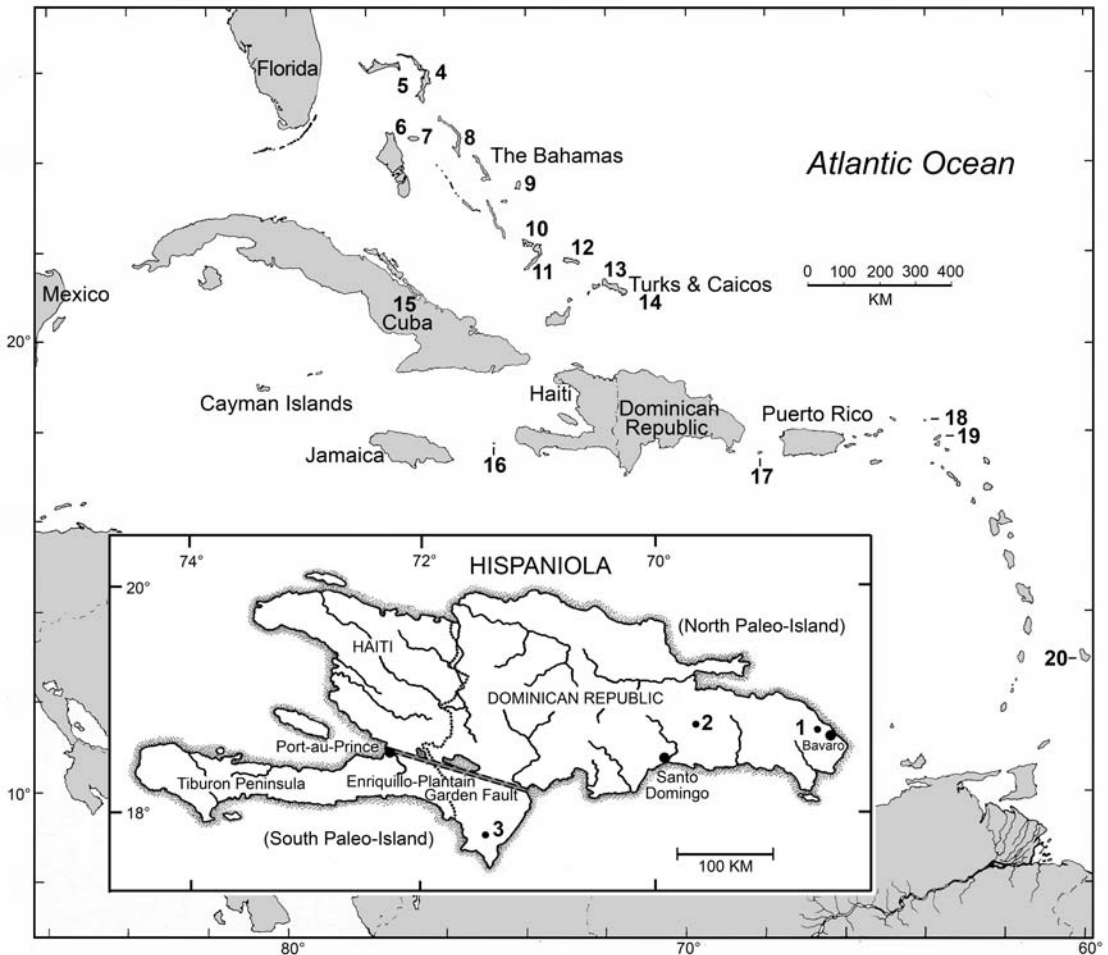 Florida
4
5
6
7
8
The Bahamas
9
Atlantic Ocean
10
11
12
13
Turks & Caicos
14
0 100 200 300 400
KM
Mexico
15
Cuba
20°
Cayman Islands
Haiti
Dominican
Republic
Puerto Rico
18
19
Jamaica
16
17
74°
72°
70°
HISPANIOLA
20°
(North Paleo-Island)
HAITI
DOMINICAN REPUBLIC
2
1
Bavaro
Port-au-Prince
Tiburon Peninsula
Enriquillo-Plantain
Garden Fault
Santo
Domingo
18°
(South Paleo-Island)
3
100 KM
20
10°
80°
70°
60°